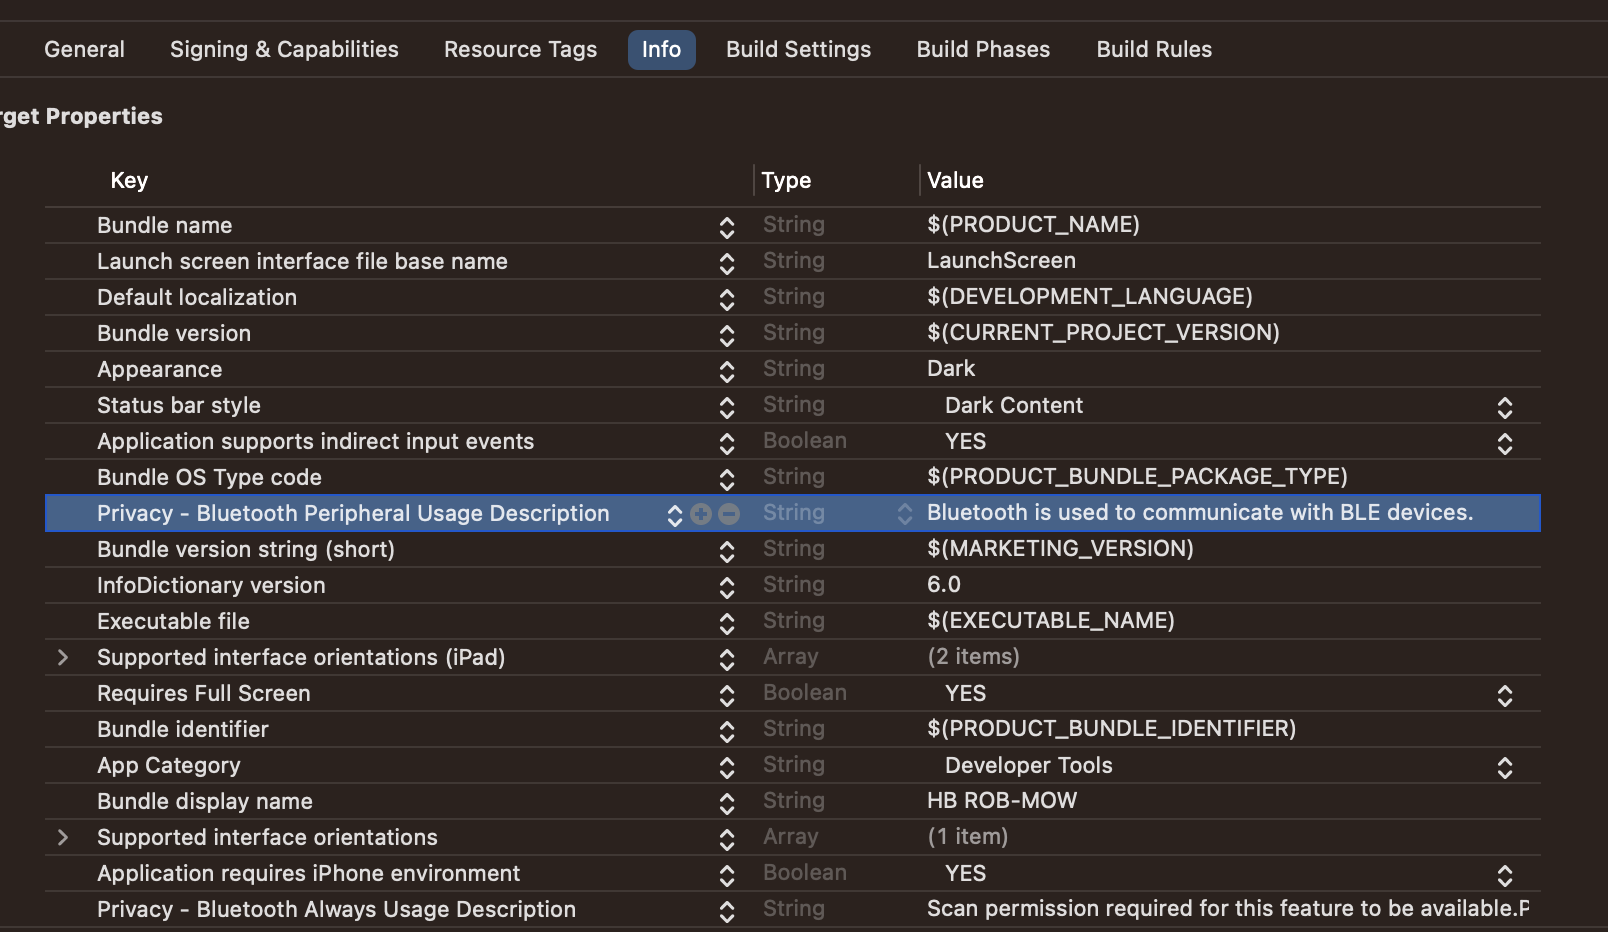 General Signing & Capabilities Resource Tags Info Build Settings Build Phases Build Rules
rget Properties
Key Type Value
Bundle name String $(PRODUCT_NAME)
Launch screen interface file base name String LaunchScreen
Default localization String $(DEVELOPMENT_LANGUAGE)
Bundle version String $(CURRENT_PROJECT_VERSION)
Appearance String Dark
Status bar style String Dark Content
Application supports indirect input events Boolean YES
Bundle OS Type code String $(PRODUCT_BUNDLE_PACKAGE_TYPE)
Privacy - Bluetooth Peripheral Usage Description String Bluetooth is used to communicate with BLE devices.
Bundle version string (short) String $(MARKETING_VERSION)
InfoDictionary version String 6.0
Executable file String $(EXECUTABLE_NAME)
Supported interface orientations (iPad) Array (2 items)
Requires Full Screen Boolean YES
Bundle identifier String $(PRODUCT_BUNDLE_IDENTIFIER)
App Category String Developer Tools
Bundle display name String HB ROB-MOW
Supported interface orientations Array (1 item)
Application requires iPhone environment Boolean YES
Privacy - Bluetooth Always Usage Description String Scan permission required for this feature to be available.P